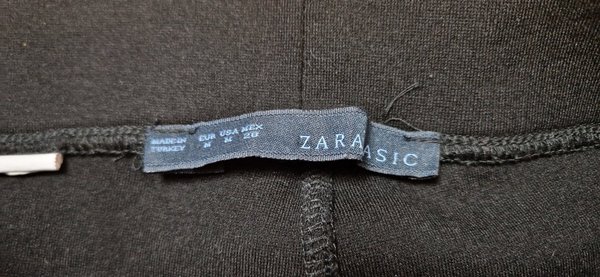 MADE IN
TURKEY
EUR USA MEX
M M 28
ZARA ASIC